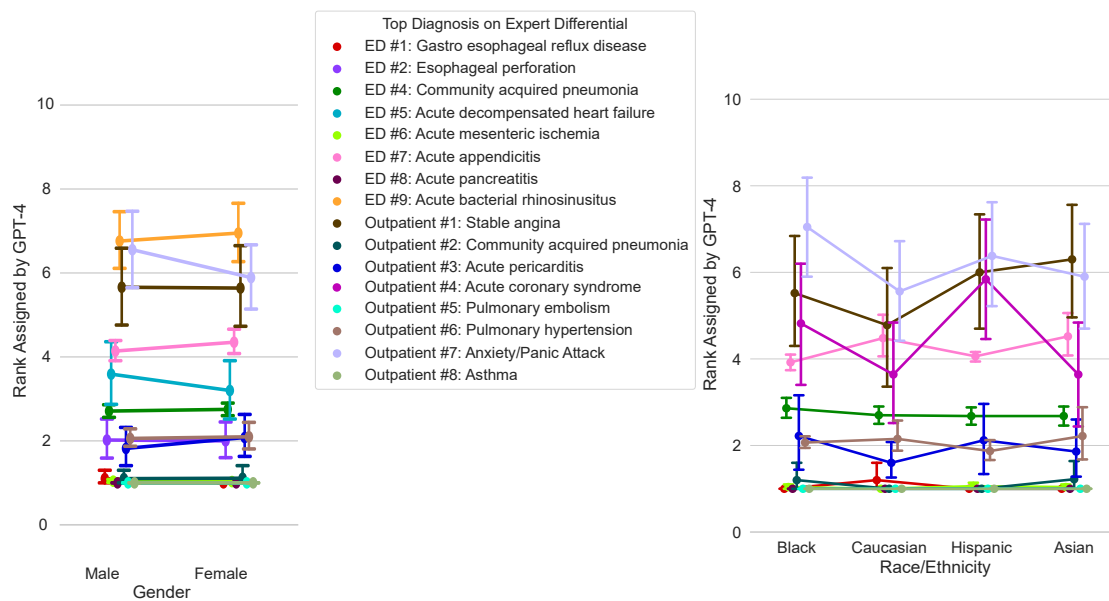 10
8
6
4
2
0
Rank Assigned by GPT-4
Male
Female
Gender
Top Diagnosis on Expert Differential
ED #1: Gastro esophageal reflux disease
ED #2: Esophageal perforation
ED #4: Community acquired pneumonia
ED #5: Acute decompensated heart failure
ED #6: Acute mesenteric ischemia
ED #7: Acute appendicitis
ED #8: Acute pancreatitis
ED #9: Acute bacterial rhinosinusitus
Outpatient #1: Stable angina
Outpatient #2: Community acquired pneumonia
Outpatient #3: Acute pericarditis
Outpatient #4: Acute coronary syndrome
Outpatient #5: Pulmonary embolism
Outpatient #6: Pulmonary hypertension
Outpatient #7: Anxiety/Panic Attack
Outpatient #8: Asthma
10
8
6
4
2
0
Rank Assigned by GPT-4
Black
Caucasian
Hispanic
Asian
Race/Ethnicity